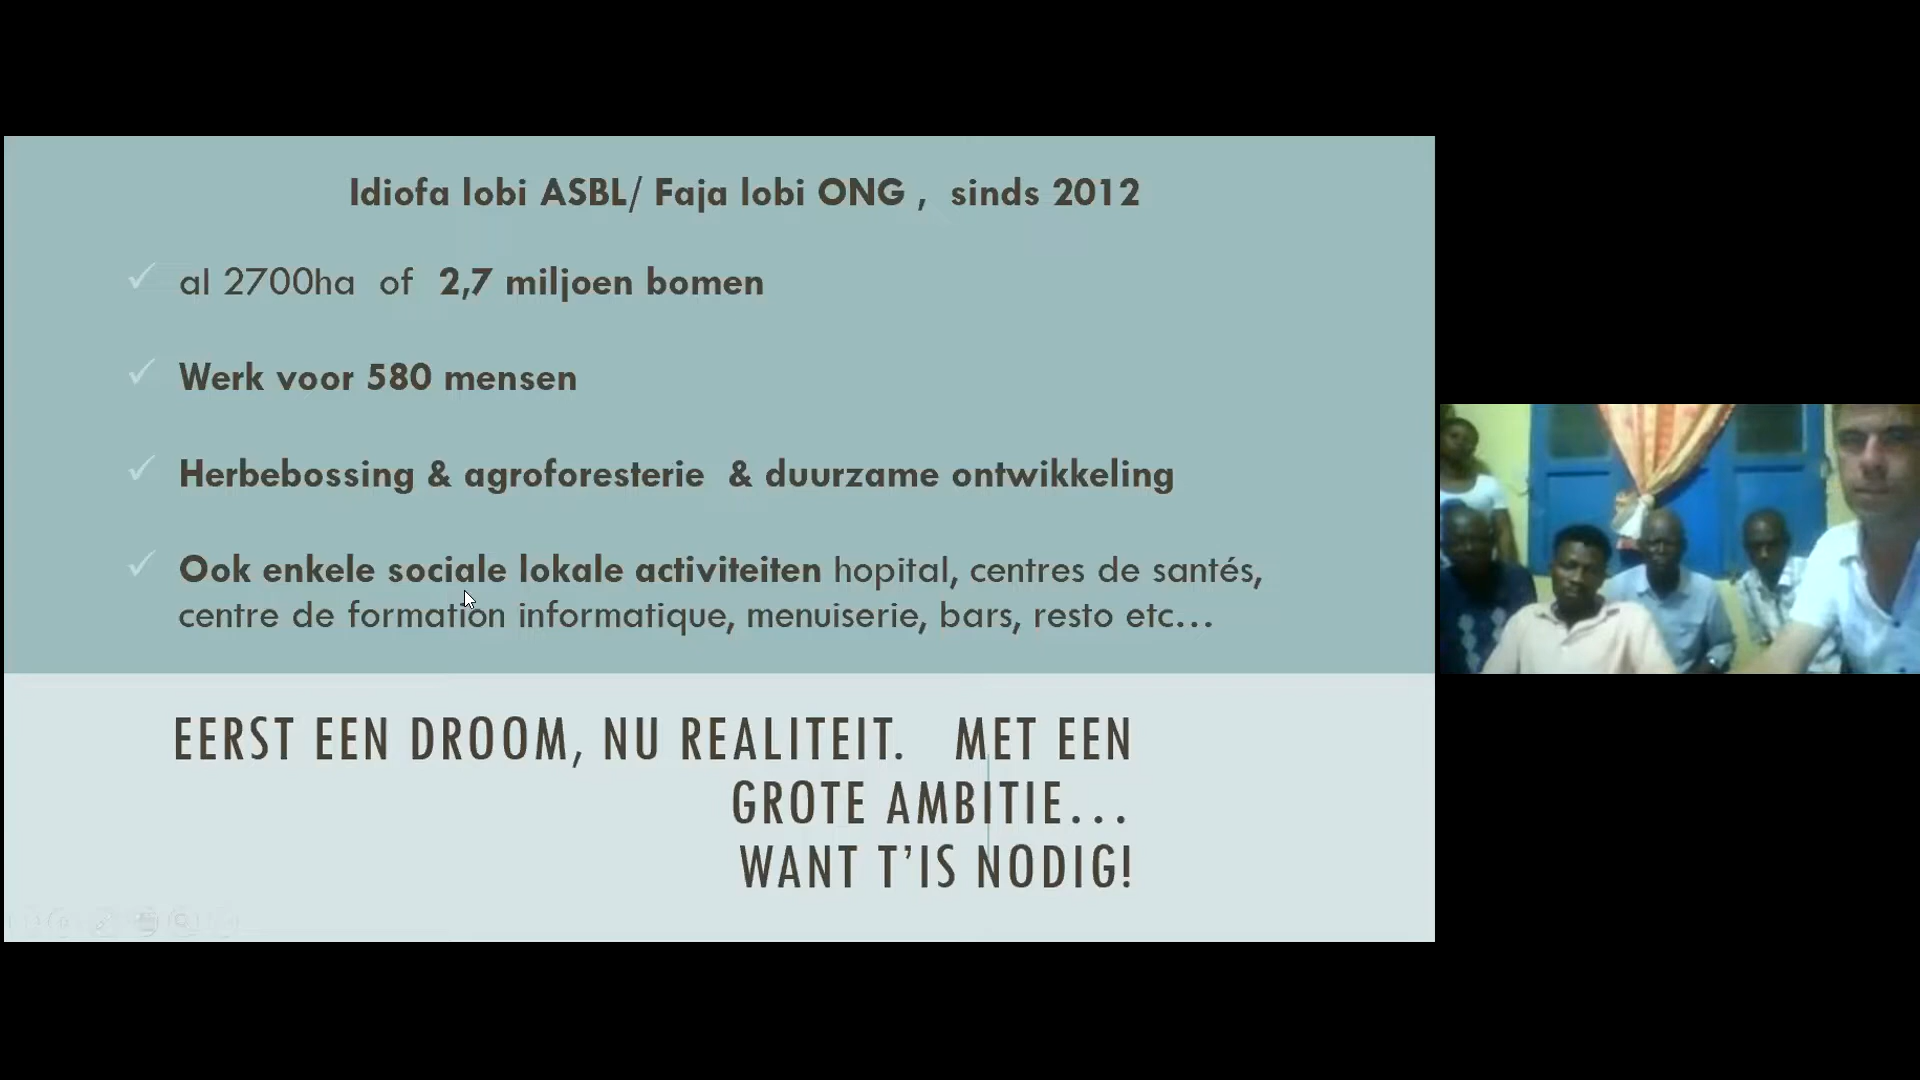 Idiofa lobi ASBL/ Faja lobi ONG , sinds 2012
al 2700ha of 2,7 miljoen bomen
Werk voor 580 mensen
Herbebossing & agroforesterie & duurzame ontwikkeling
Ook enkele sociale lokale activiteiten hopital, centres de santés,
centre de formation informatique, menuiserie, bars, resto etc…
EERST EEN DROOM, NU REALITEIT. MET EEN
GROTE AMBITIE…
WANT T’IS NODIG!